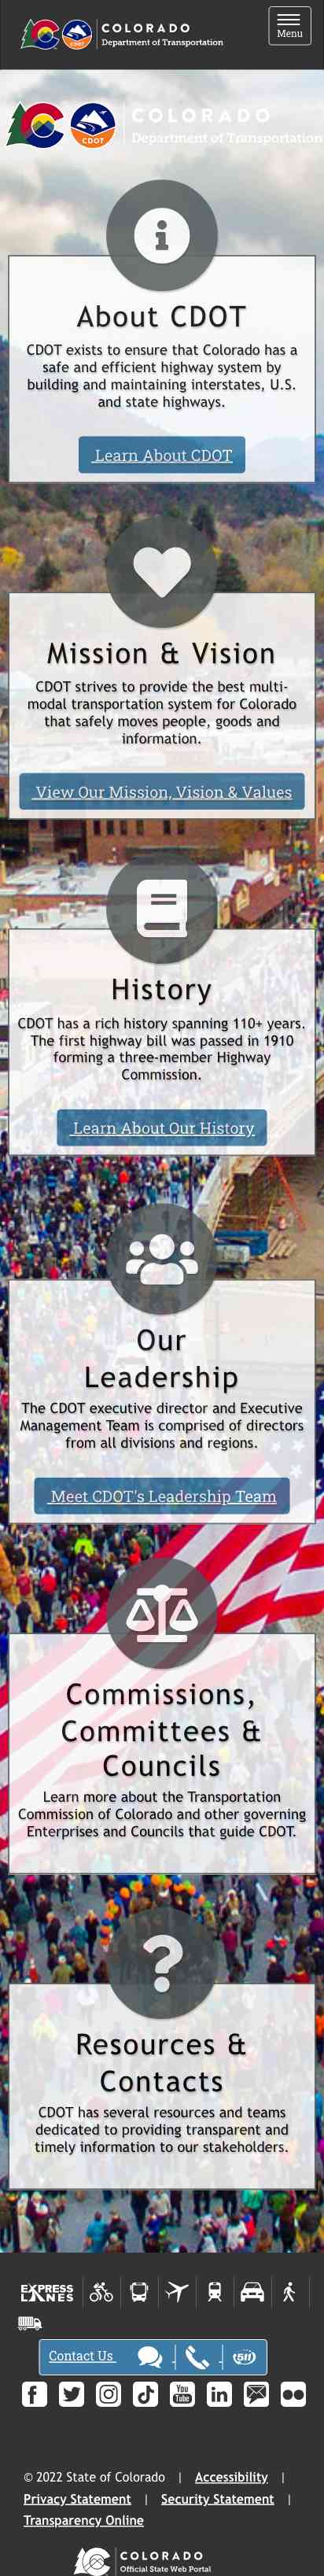 COLORADO
Department of Transportation
CDOT
Menu
COLORADO
Department of Transportation
CDOT
About CDOT
CDOT exists to ensure that Colorado has a
safe and efficient highway system by
building and maintaining interstates, U.S.
and state highways.
Learn About CDOT
Mission & Vision
CDOT strives to provide the best multi-
modal transportation system for Colorado
that safely moves people, goods and
information.
View Our Mission, Vision & Values
History
CDOT has a rich history spanning 110+ years.
The first highway bill was passed in 1910
forming a three-member Highway
Commission.
Learn About Our History
Our
Leadership
The CDOT executive director and Executive
Management Team is comprised of directors
from all divisions and regions.
Meet CDOT's Leadership Team
Commissions,
Committees &
Councils
Learn more about the Transportation
Commission of Colorado and other governing
Enterprises and Councils that guide CDOT.
Resources &
Contacts
CDOT has several resources and teams
dedicated to providing transparent and
timely information to our stakeholders.
EXPRESS
LANES
Contact Us
511
You
Tube
in
© 2022 State of Colorado | Accessibility |
Privacy Statement | Security Statement |
Transparency Online
COLORADO
Official State Web Portal